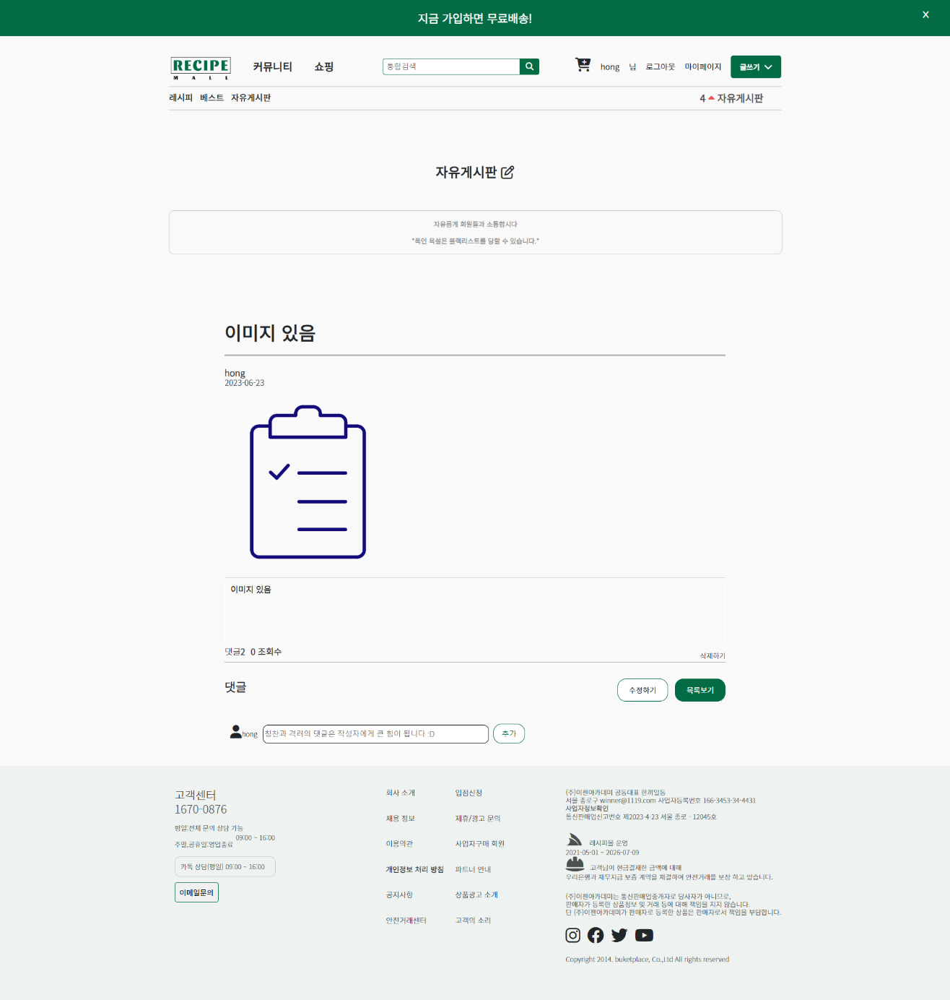 지금 가입하면 무료배송!
X
RECIPE
MALL
커뮤니티 쇼핑
통합검색
hong 님 로그아웃 마이페이지 글쓰기
레시피 베스트 자유게시판
4 자유게시판
자유게시판
자유롭게 회원들과 소통합시다
*폭언 욕설은 블랙리스트를 당할 수 있습니다.*
이미지 있음
hong
2023-06-23
이미지 있음
댓글2 0 조회수
삭제하기
댓글
수정하기 목록보기
hong 칭찬과 격려의 댓글은 작성자에게 큰 힘이 됩니다 :D 추가
고객센터
1670-0876
평일:전체 문의 상담 가능
09:00 ~ 16:00
주말,공휴일:영업종료
카톡 상담(평일) 09:00 ~ 16:00
이메일문의
회사 소개
채용 정보
이용약관
개인정보 처리 방침
공지사항
안전거래센터
입점신청
제휴/광고 문의
사업자구매 회원
파트너 안내
상품광고 소개
고객의 소리
(주)이젠아카데미 공동대표 한끼일동
서울 종로구 winner@1119.com 사업자등록번호 166-3453-34-4431
사업자정보확인
통신판매업신고번호 제2023-4-23 서울 종로 - 12045호
레시피몰 운영
2021-05-01 ~ 2026-07-09
고객님이 현금결재한 금액에 대해
우리은행과 채무지급 보증 계약을 체결하여 안전거래를 보장 하고 있습니다.
(주)이젠아카데미는 통신판매업중개자로 당사자가 아니므로,
판매자가 등록한 상품정보 및 거래 등에 대해 책임을 지지 않습니다.
단 (주)이젠아카데미가 판매자로 등록한 상품은 판매자로서 책임을 부담합니다.
Copyright 2014. buketplace, Co.,Ltd All rights reserved